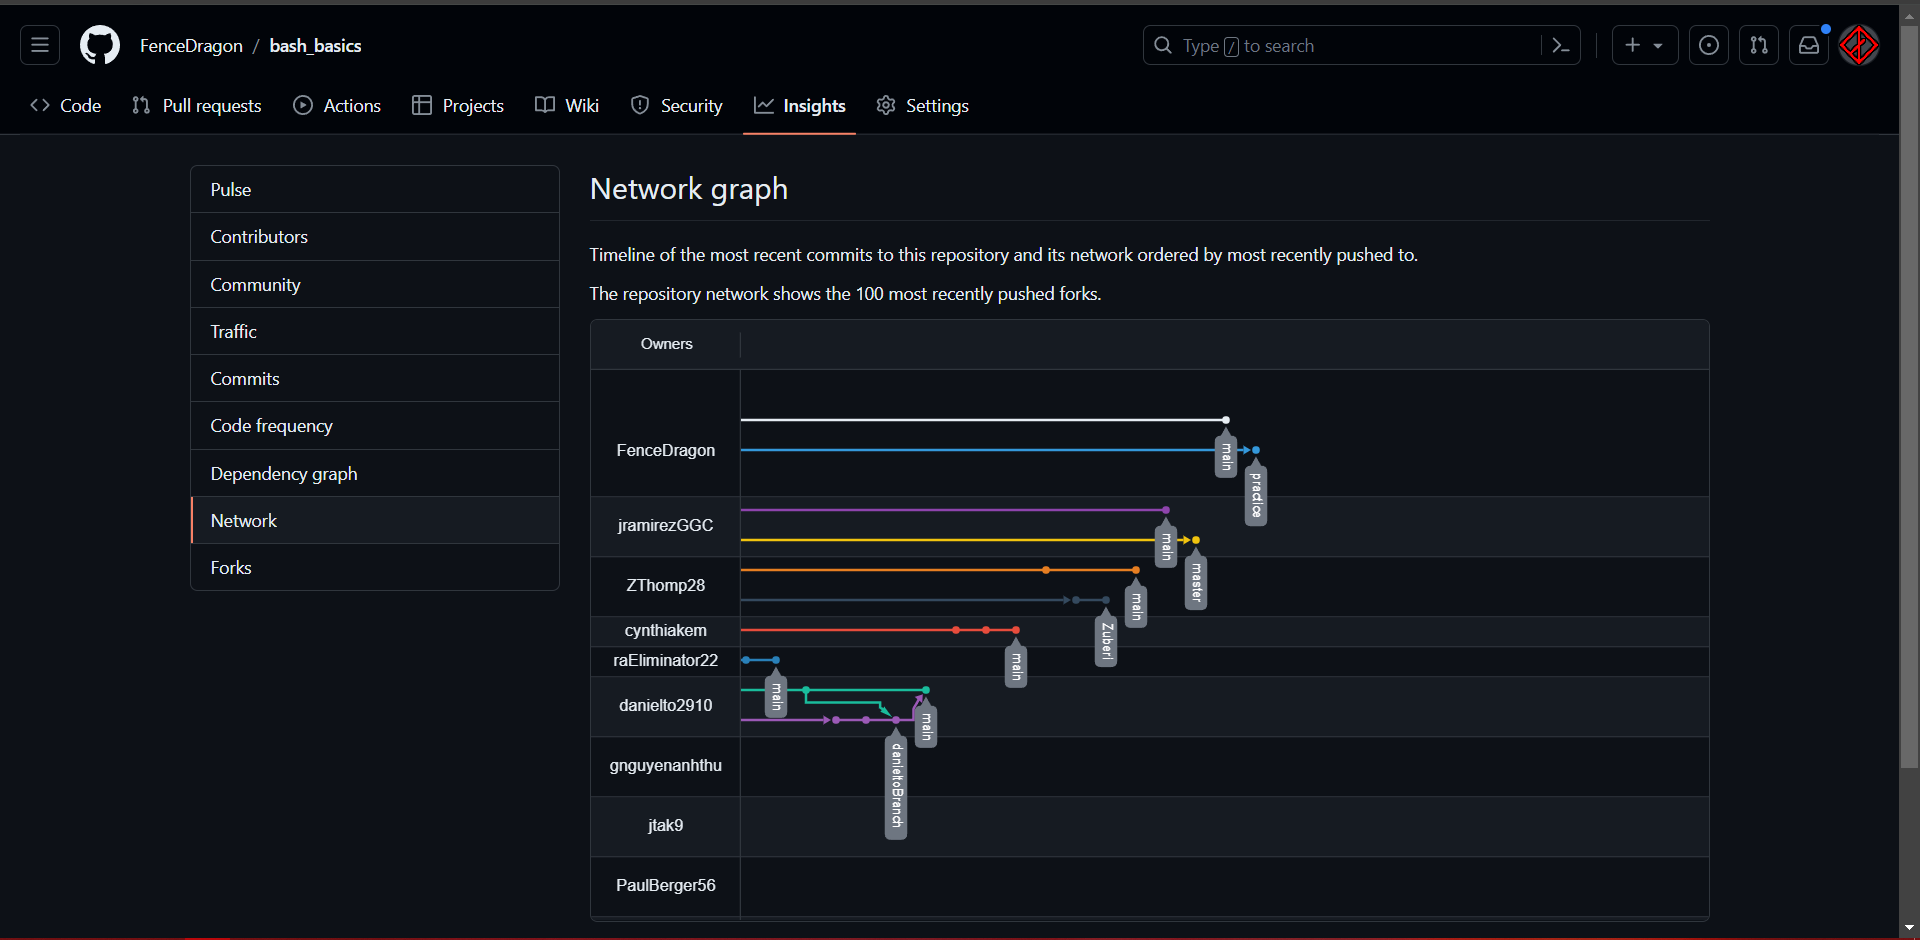 FenceDragon / bash_basics
Type / to search
Code Pull requests Actions Projects Wiki Security Insights Settings
Pulse
Contributors
Community
Traffic
Commits
Code frequency
Dependency graph
Network
Forks
Network graph
Timeline of the most recent commits to this repository and its network ordered by most recently pushed to.
The repository network shows the 100 most recently pushed forks.
Owners
FenceDragon
main
practice
jramirezGGC
main
master
ZThomp28
main
Zuberl
cynthiakem
main
raEliminator22
main
danielto2910
main
danieltoBranch
gnguyenanhthu
jtak9
PaulBerger56